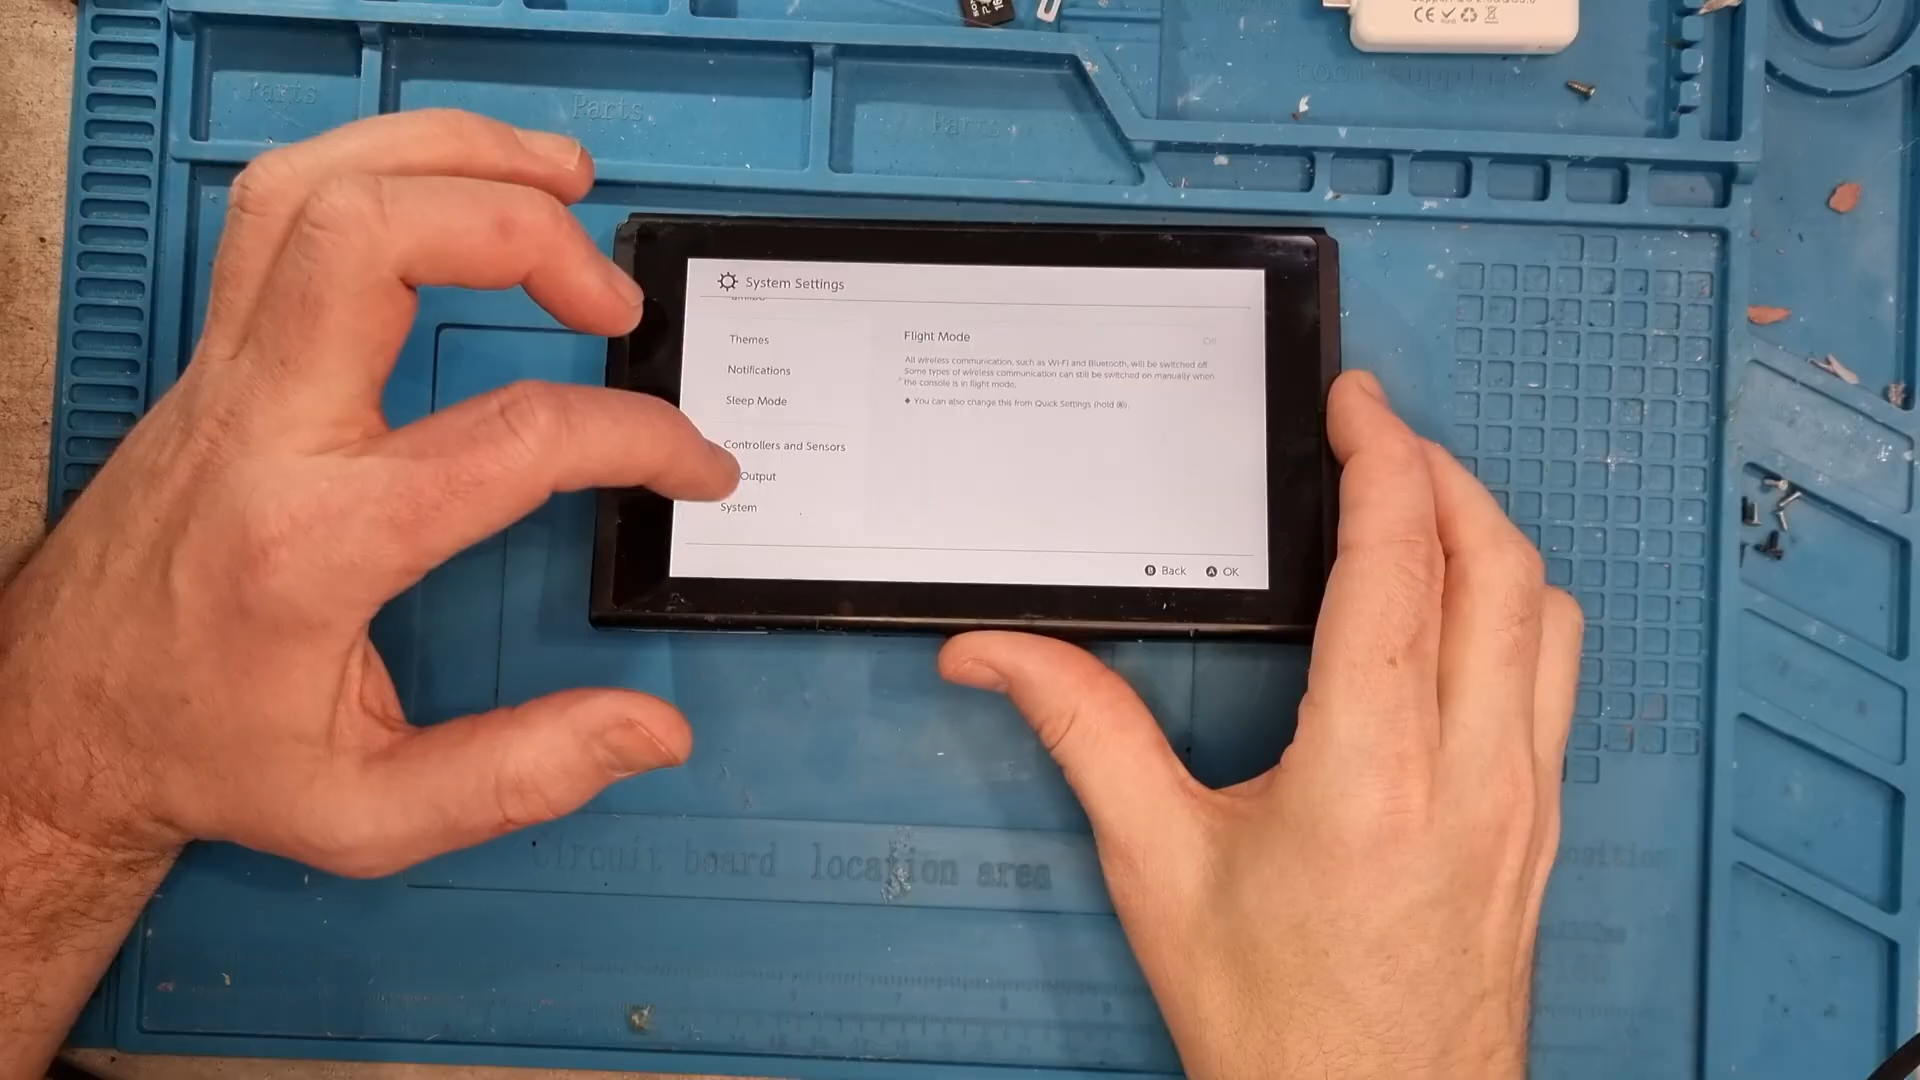 Parts
Parts
Parts
System Settings
Themes
Notifications
Sleep Mode
Controllers and Sensors
Output
System
Flight Mode
Off
All wireless communication, such as Wi-Fi and Bluetooth, will be switched off.
Some types of wireless communication can still be switched on manually when
the console is in flight mode.
◆ You can also change this from Quick Settings (hold
B Back
A OK
Circuit board location area